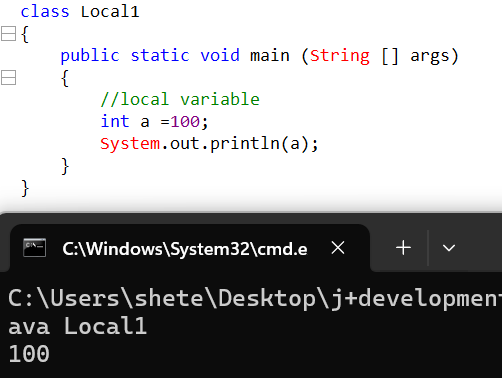 class Local1
{
public static void main (String [] args)
{
//local variable
int a =100;
System.out.println(a);
}
}
C:\Windows\System32\cmd.e
C:\Users\shete\Desktop\j+development
ava Local1
100